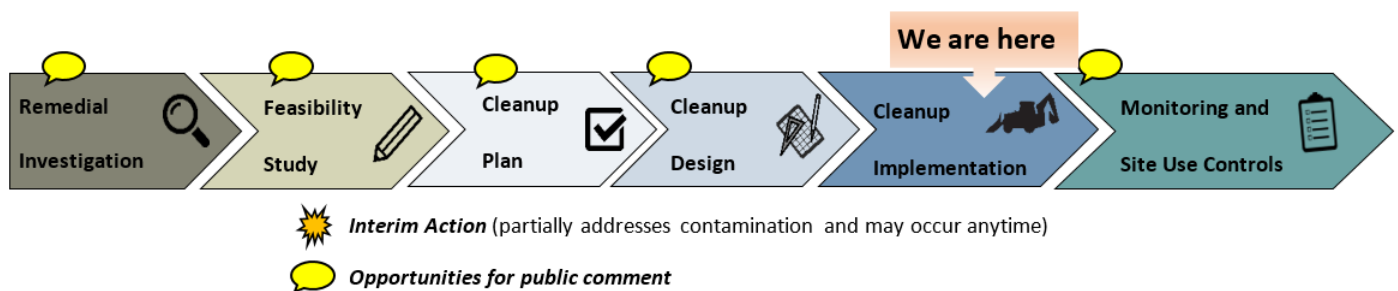 We are here
Remedial
Investigation
Feasibility
Study
Cleanup
Plan
Cleanup
Design
Cleanup
Implementation
Monitoring and
Site Use Controls
Interim Action (partially addresses contamination and may occur anytime)
Opportunities for public comment